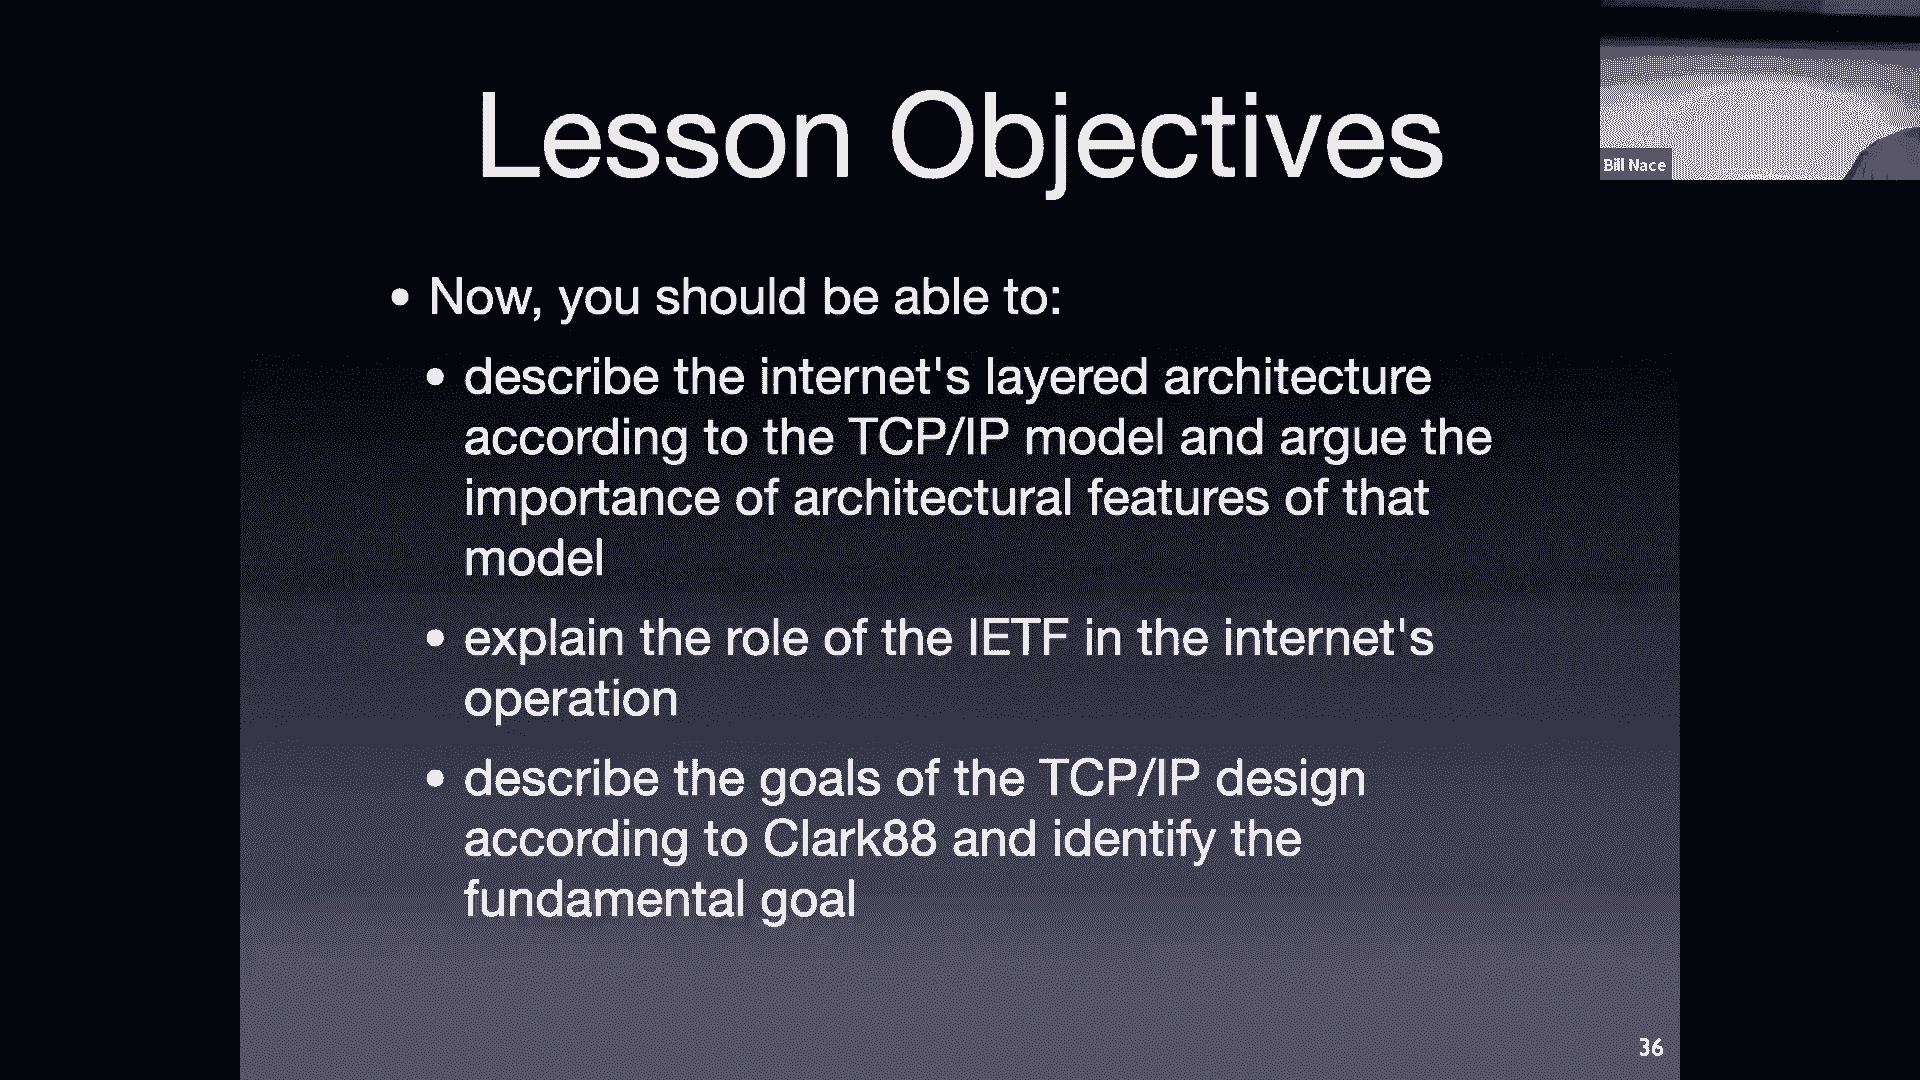 Lesson Objectives
Bill Nace
• Now, you should be able to:
• describe the internet's layered architecture
according to the TCP/IP model and argue the
importance of architectural features of that
model
• explain the role of the IETF in the internet's
operation
• describe the goals of the TCP/IP design
according to Clark88 and identify the
fundamental goal
36